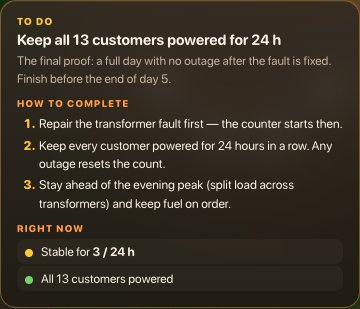 TO DO
Keep all 13 customers powered for 24 h
The final proof: a full day with no outage after the fault is fixed.
Finish before the end of day 5.
HOW TO COMPLETE
1. Repair the transformer fault first — the counter starts then.
2. Keep every customer powered for 24 hours in a row. Any
outage resets the count.
3. Stay ahead of the evening peak (split load across
transformers) and keep fuel on order.
RIGHT NOW
Stable for 3 / 24 h
All 13 customers powered